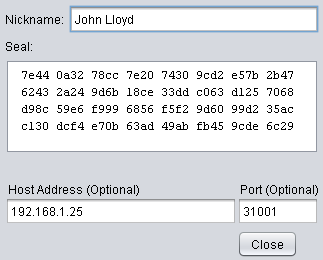 Nickname: John Lloyd
Seal:
7e44 0a32 78cc 7e20 7430 9cd2 e57b 2b47
6243 2a24 9d6b 18ce 33dd c063 d125 7068
d98c 59e6 f999 6856 f5f2 9d60 99d2 35ac
c130 dcf4 e70b 63ad 49ab fb45 9cde 6c29
Host Address (Optional) Port (Optional)
192.168.1.25 31001
Close